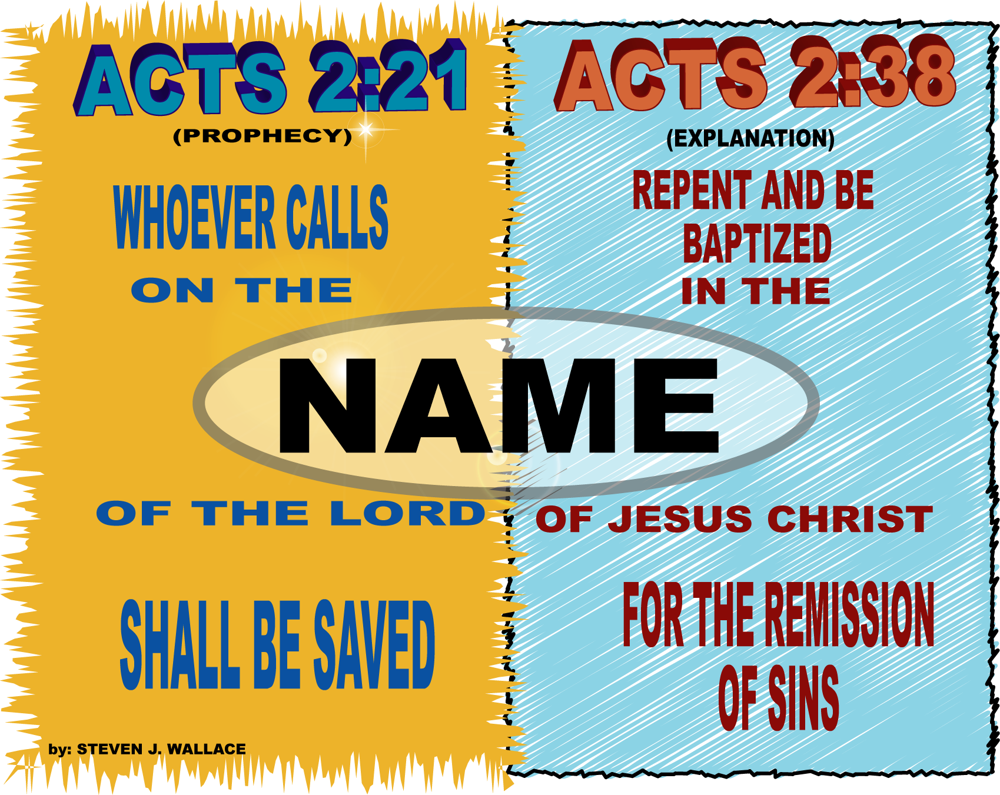 ACTS 2:21
(PROPHECY)
WHOEVER CALLS
ON THE
NAME
OF THE LORD
SHALL BE SAVED
by: STEVEN J. WALLACE
ACTS 2:38
(EXPLANATION)
REPENT AND BE
BAPTIZED
IN THE
OF JESUS CHRIST
FOR THE REMISSION
OF SINS